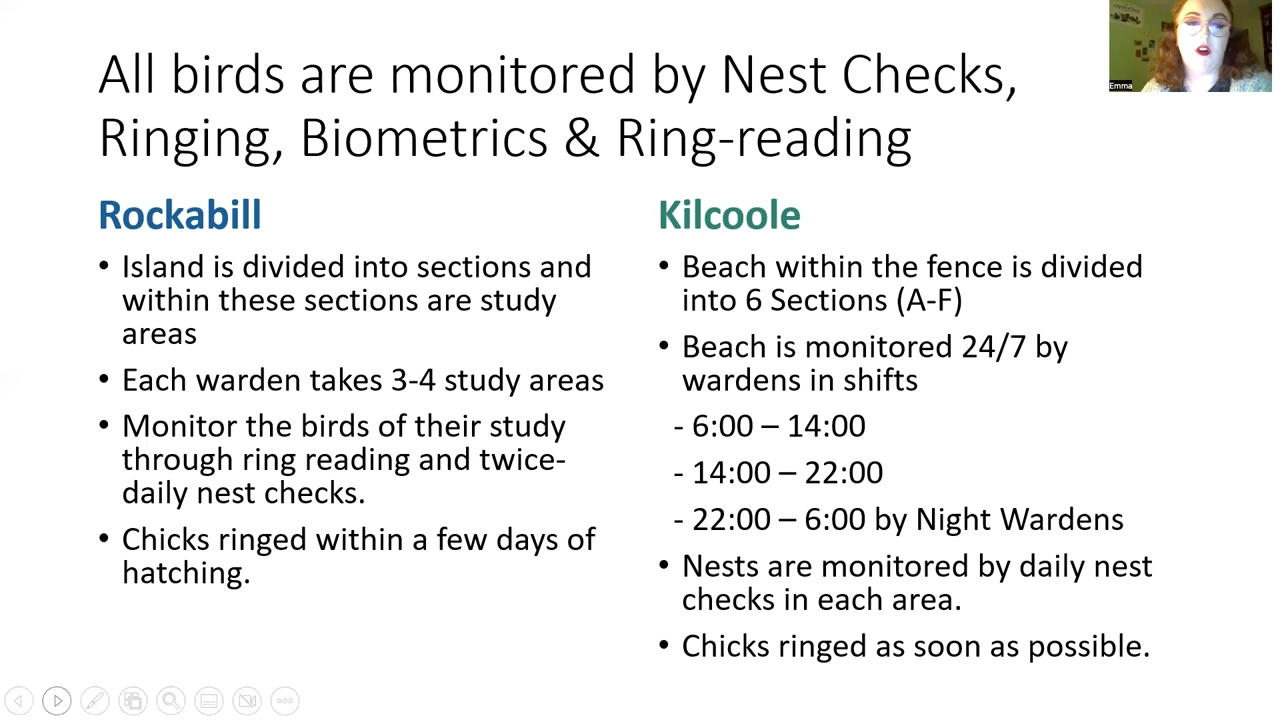 All birds are monitored by Nest Checks,
Ringing, Biometrics & Ring-reading
Emma
Rockabill
• Island is divided into sections and
within these sections are study
areas
• Each warden takes 3-4 study areas
• Monitor the birds of their study
through ring reading and twice-
daily nest checks.
• Chicks ringed within a few days of
hatching.
Kilcoole
• Beach within the fence is divided
into 6 Sections (A-F)
• Beach is monitored 24/7 by
wardens in shifts
- 6:00 – 14:00
- 14:00 – 22:00
- 22:00 – 6:00 by Night Wardens
• Nests are monitored by daily nest
checks in each area.
• Chicks ringed as soon as possible.